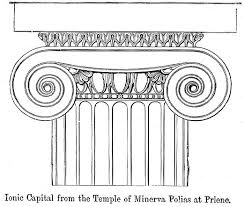 Ionic Capital from the Temple of Minerva Polias at Priene.